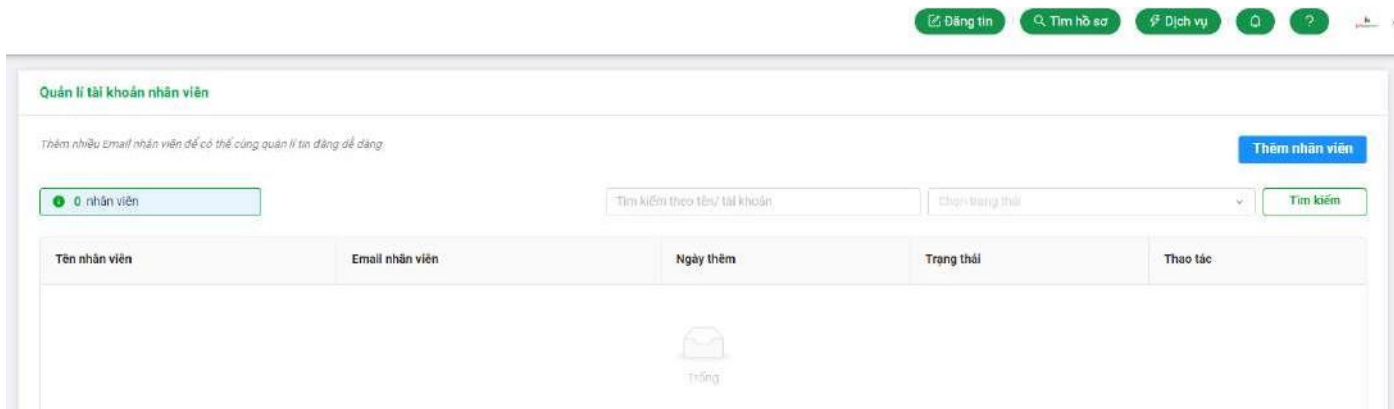 Đăng tin
Tìm hồ sơ
Dịch vụ
Quản lí tài khoản nhân viên
Thêm nhiều Email nhân viên để có thể cùng quản lí tin đăng dễ dàng
Thêm nhân viên
0 nhân viên
Tìm kiếm theo tên/ tài khoản
Chọn trạng thái
Tìm kiếm
Tên nhân viên
Email nhân viên
Ngày thêm
Trạng thái
Thao tác
Trống